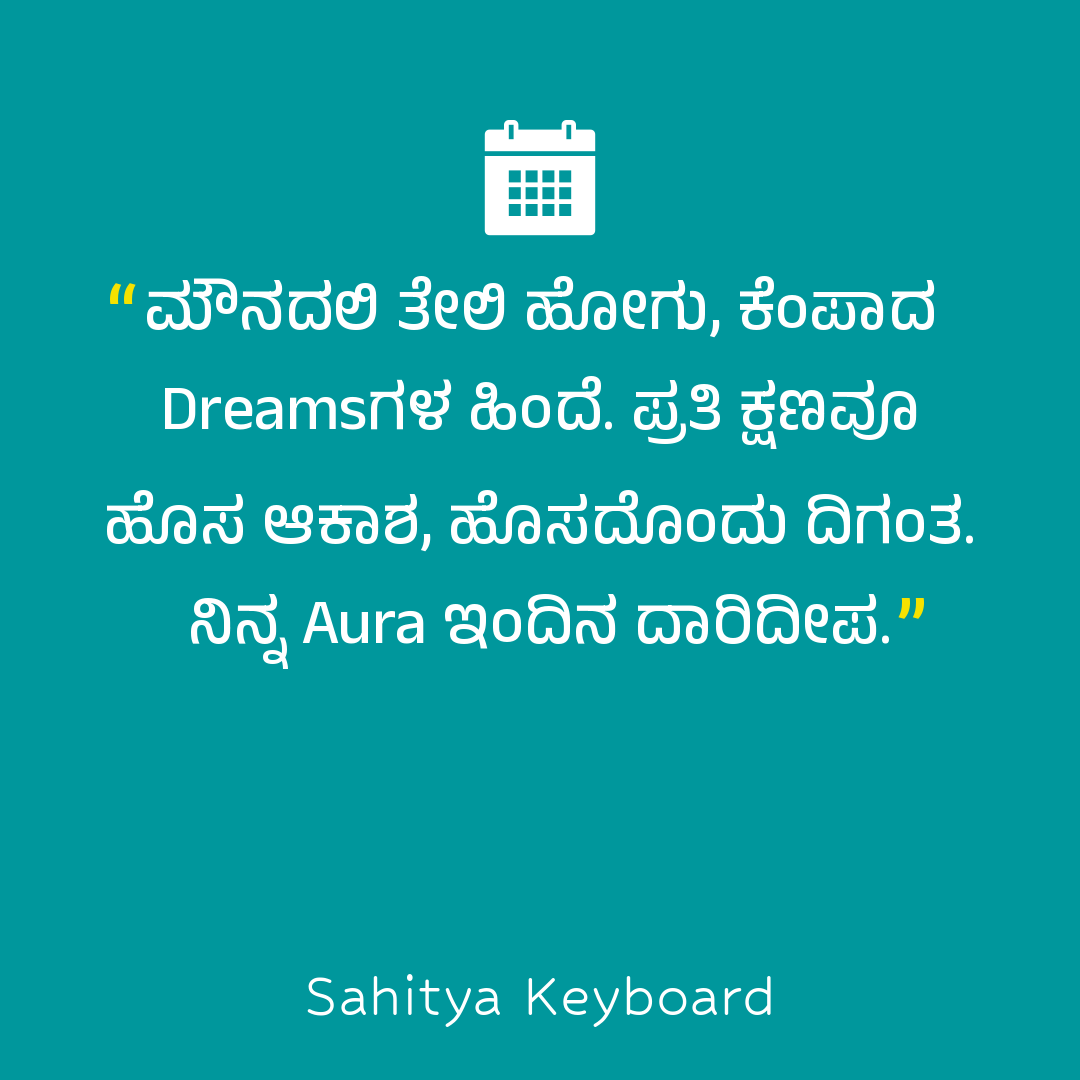 “ಮೌನದಲಿ ತೇಲಿ ಹೋಗು, ಕೆಂಪಾದ
Dreamsಗಳ ಹಿಂದೆ. ಪ್ರತಿ ಕ್ಷಣವೂ
ಹೊಸ ಆಕಾಶ, ಹೊಸದೊಂದು ದಿಗಂತ.
ನಿನ್ನ Aura ಇಂದಿನ ದಾರಿದೀಪ.”
Sahitya Keyboard